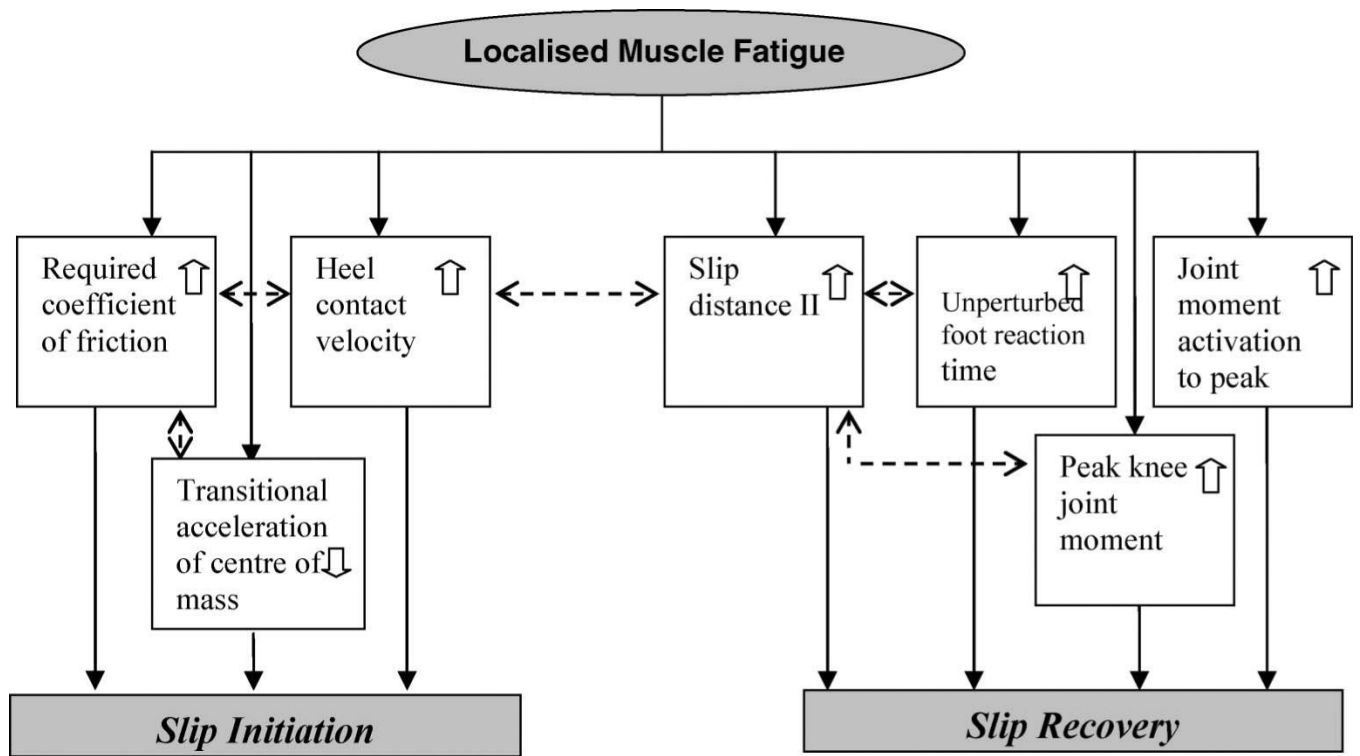 Localised Muscle Fatigue
Required
coefficient
of friction
Heel
contact
velocity
Slip
distance II
Unperturbed
foot reaction
time
Joint
moment
activation
to peak
Transitional
acceleration
of centre of
mass
Peak knee
joint
moment
Slip Initiation
Slip Recovery